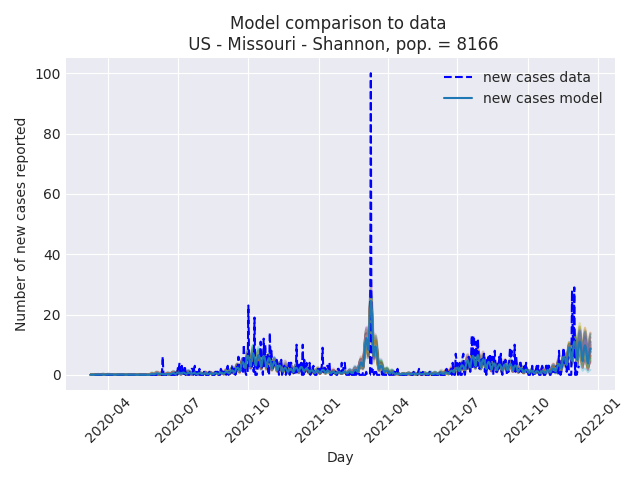 Model comparison to data
US - Missouri - Shannon, pop. = 8166
new cases data
new cases model
Number of new cases reported
100
80
60
40
20
0
2020-04
2020-07
2020-10
2021-01
2021-04
2021-07
2021-10
2022-01
Day